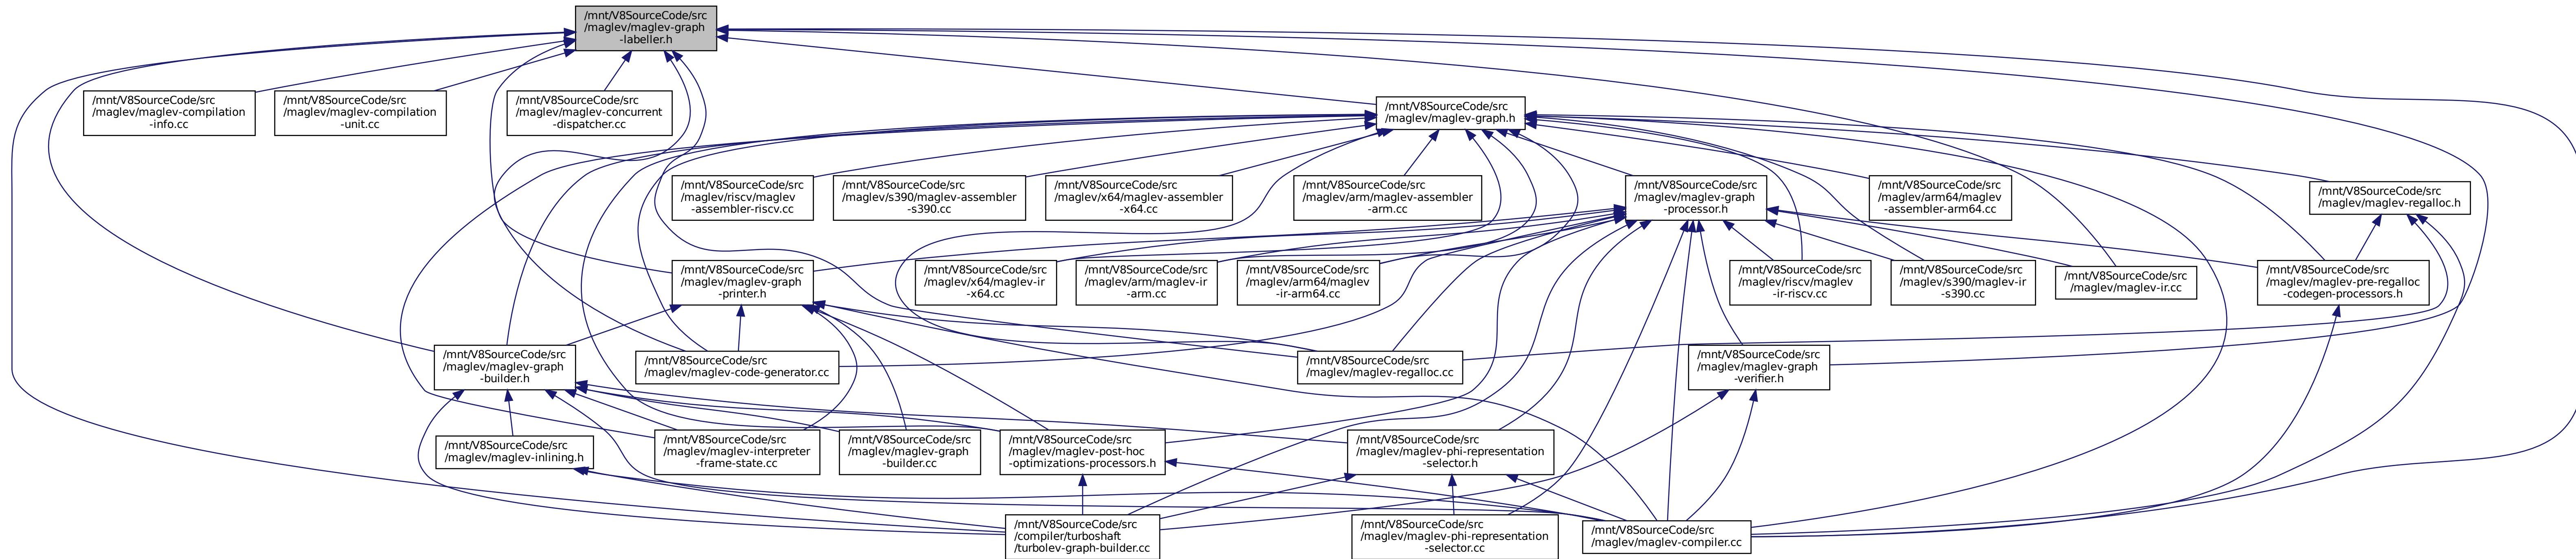 /mnt/V8SourceCode/src
/maglev/maglev-graph
-labeller.h
/mnt/V8SourceCode/src
/maglev/maglev-compilation
-info.cc
/mnt/V8SourceCode/src
/maglev/maglev-compilation
-unit.cc
/mnt/V8SourceCode/src
/maglev/maglev-concurrent
-dispatcher.cc
/mnt/V8SourceCode/src
/maglev/maglev-graph.h
/mnt/V8SourceCode/src
/maglev/riscv/maglev
-assembler-riscv.cc
/mnt/V8SourceCode/src
/maglev/s390/maglev-assembler
-s390.cc
/mnt/V8SourceCode/src
/maglev/x64/maglev-assembler
-x64.cc
/mnt/V8SourceCode/src
/maglev/arm/maglev-assembler
-arm.cc
/mnt/V8SourceCode/src
/maglev/maglev-graph
-processor.h
/mnt/V8SourceCode/src
/maglev/arm64/maglev
-assembler-arm64.cc
/mnt/V8SourceCode/src
/maglev/maglev-regalloc.h
/mnt/V8SourceCode/src
/maglev/maglev-graph
-printer.h
/mnt/V8SourceCode/src
/maglev/x64/maglev-ir
-x64.cc
/mnt/V8SourceCode/src
/maglev/arm/maglev-ir
-arm.cc
/mnt/V8SourceCode/src
/maglev/arm64/maglev
-ir-arm64.cc
/mnt/V8SourceCode/src
/maglev/riscv/maglev
-ir-riscv.cc
/mnt/V8SourceCode/src
/maglev/s390/maglev-ir
-s390.cc
/mnt/V8SourceCode/src
/maglev/maglev-ir.cc
/mnt/V8SourceCode/src
/maglev/maglev-pre-regalloc
-codegen-processors.h
/mnt/V8SourceCode/src
/maglev/maglev-graph
-builder.h
/mnt/V8SourceCode/src
/maglev/maglev-code-generator.cc
/mnt/V8SourceCode/src
/maglev/maglev-regalloc.cc
/mnt/V8SourceCode/src
/maglev/maglev-graph
-verifier.h
/mnt/V8SourceCode/src
/maglev/maglev-inlining.h
/mnt/V8SourceCode/src
/maglev/maglev-interpreter
-frame-state.cc
/mnt/V8SourceCode/src
/maglev/maglev-graph
-builder.cc
/mnt/V8SourceCode/src
/maglev/maglev-post-hoc
-optimizations-processors.h
/mnt/V8SourceCode/src
/maglev/maglev-phi-representation
-selector.h
/mnt/V8SourceCode/src
/compiler/turboshaft
/turbolev-graph-builder.cc
/mnt/V8SourceCode/src
/maglev/maglev-phi-representation
-selector.cc
/mnt/V8SourceCode/src
/maglev/maglev-compiler.cc